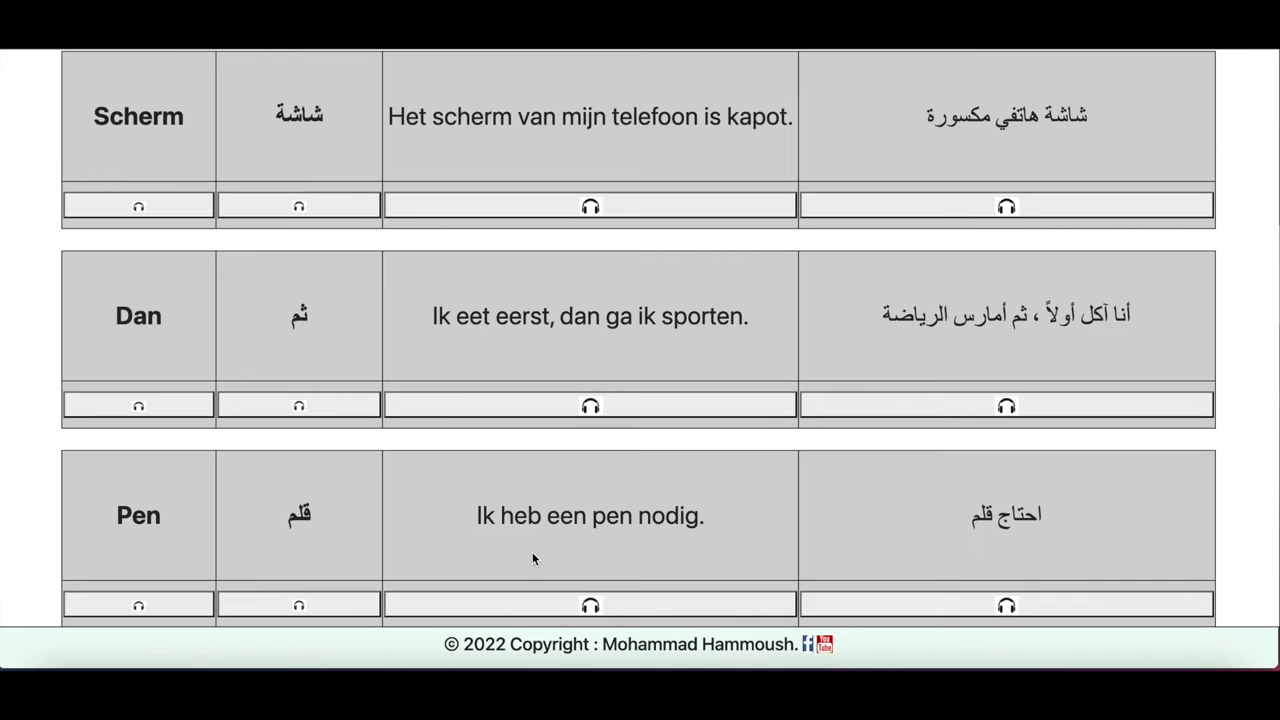 Scherm
شاشة
Het scherm van mijn telefoon is kapot.
شاشة هاتفي مكسورة
Dan
ثم
Ik eet eerst, dan ga ik sporten.
أنا آكل أولاً ، ثم أمارس الرياضة
Pen
قلم
Ik heb een pen nodig.
احتاج قلم
© 2022 Copyright : Mohammad Hammoush. f You Tube